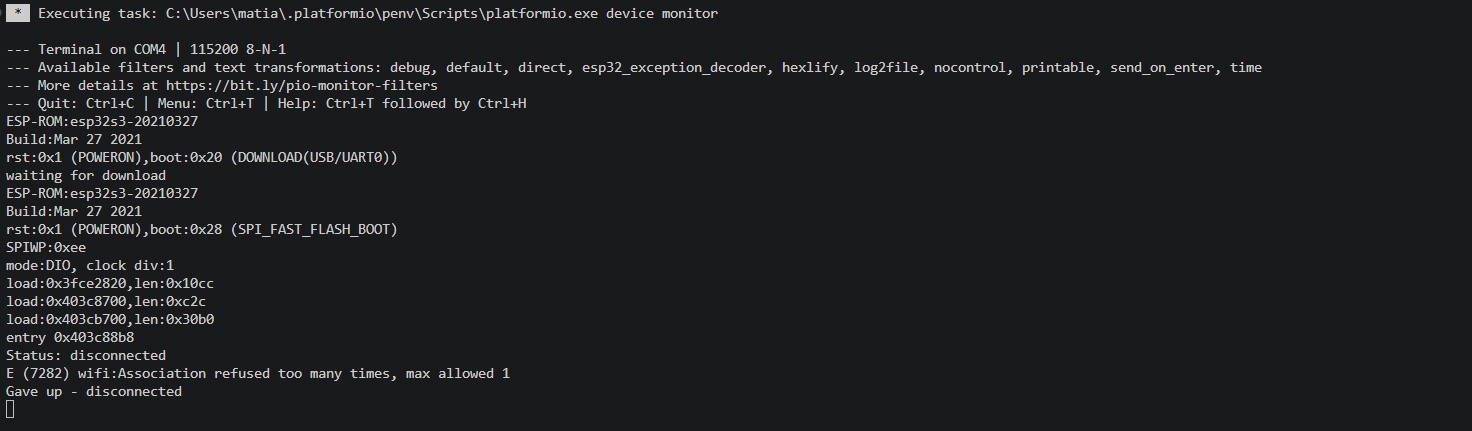 * Executing task: C:\Users\matia\.platformio\penv\Scripts\platformio.exe device monitor
--- Terminal on COM4 | 115200 8-N-1
--- Available filters and text transformations: debug, default, direct, esp32_exception_decoder, hexlify, log2file, nocontrol, printable, send_on_enter, time
--- More details at https://bit.ly/pio-monitor-filters
--- Quit: Ctrl+C | Menu: Ctrl+T | Help: Ctrl+T followed by Ctrl+H
ESP-ROM:esp32s3-20210327
Build:Mar 27 2021
rst:0x1 (POWERON),boot:0x20 (DOWNLOAD(USB/UART0))
waiting for download
ESP-ROM:esp32s3-20210327
Build:Mar 27 2021
rst:0x1 (POWERON),boot:0x28 (SPI_FAST_FLASH_BOOT)
SPIWP:0xee
mode:DIO, clock div:1
load:0x3fce2820,len:0x10cc
load:0x403c8700,len:0xc2c
load:0x403cb700,len:0x30b0
entry 0x403c88b8
Status: disconnected
E (7282) wifi:Association refused too many times, max allowed 1
Gave up - disconnected